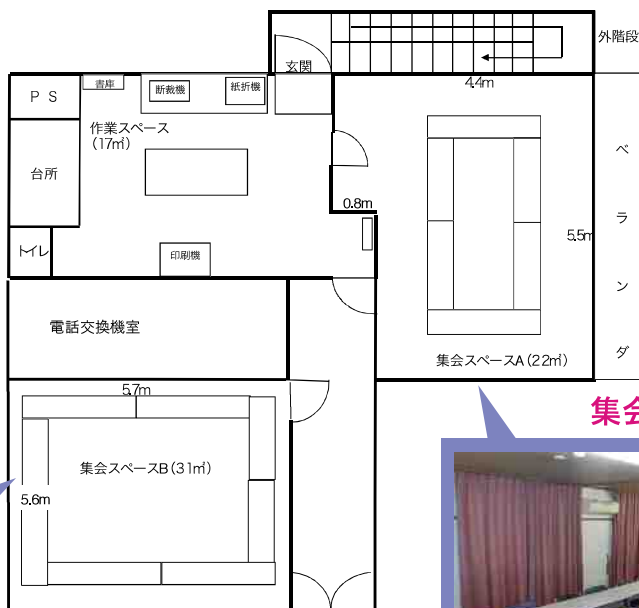 外階段
玄関
4.4m
書庫
断裁機
紙折機
P S
作業スペース
(17㎡)
台所
ベランダ
0.8m
5.5m
トイレ
印刷機
電話交換機室
集会スペースA(22㎡)
5.7m
集会
集会スペースB(31㎡)
5.6m